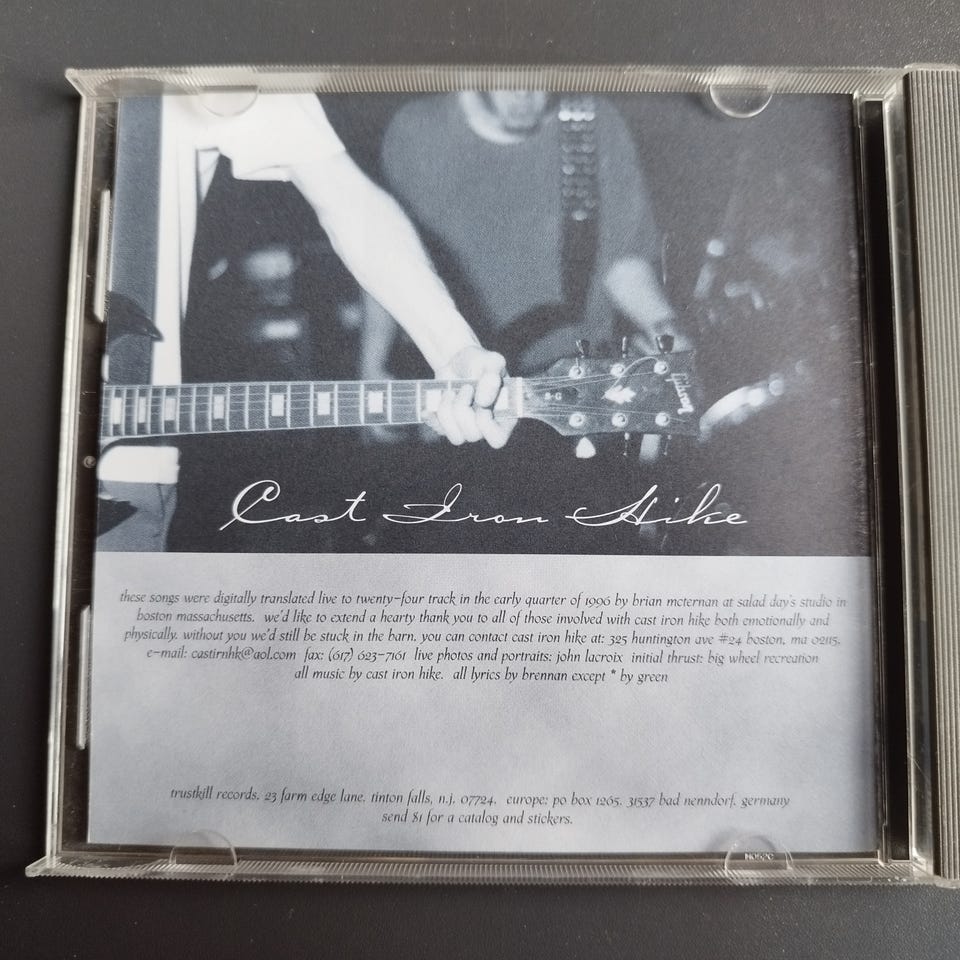 Gibson
Cast Iron Hike
these songs were digitally translated live to twenty-four track in the early quarter of 1996 by brian mcternan at salad day's studio in
boston massachusetts. we'd like to extend a hearty thank you to all of those involved with cast iron hike both emotionally and
physically. without you we'd still be stuck in the barn. you can contact cast iron hike at: 325 huntington ave #24 boston, ma 02115.
e-mail: castirnhk@aol.com fax: (617) 623-7161 live photos and portraits: john lacroix initial thrust: big wheel recreation
all music by cast iron hike. all lyrics by brennan except * by green
trustkill records. 23 farm edge lane. tinton falls, n.j. 07724. europe: po box 1265. 31537 bad nenndorf. germany
send $1 for a catalog and stickers.